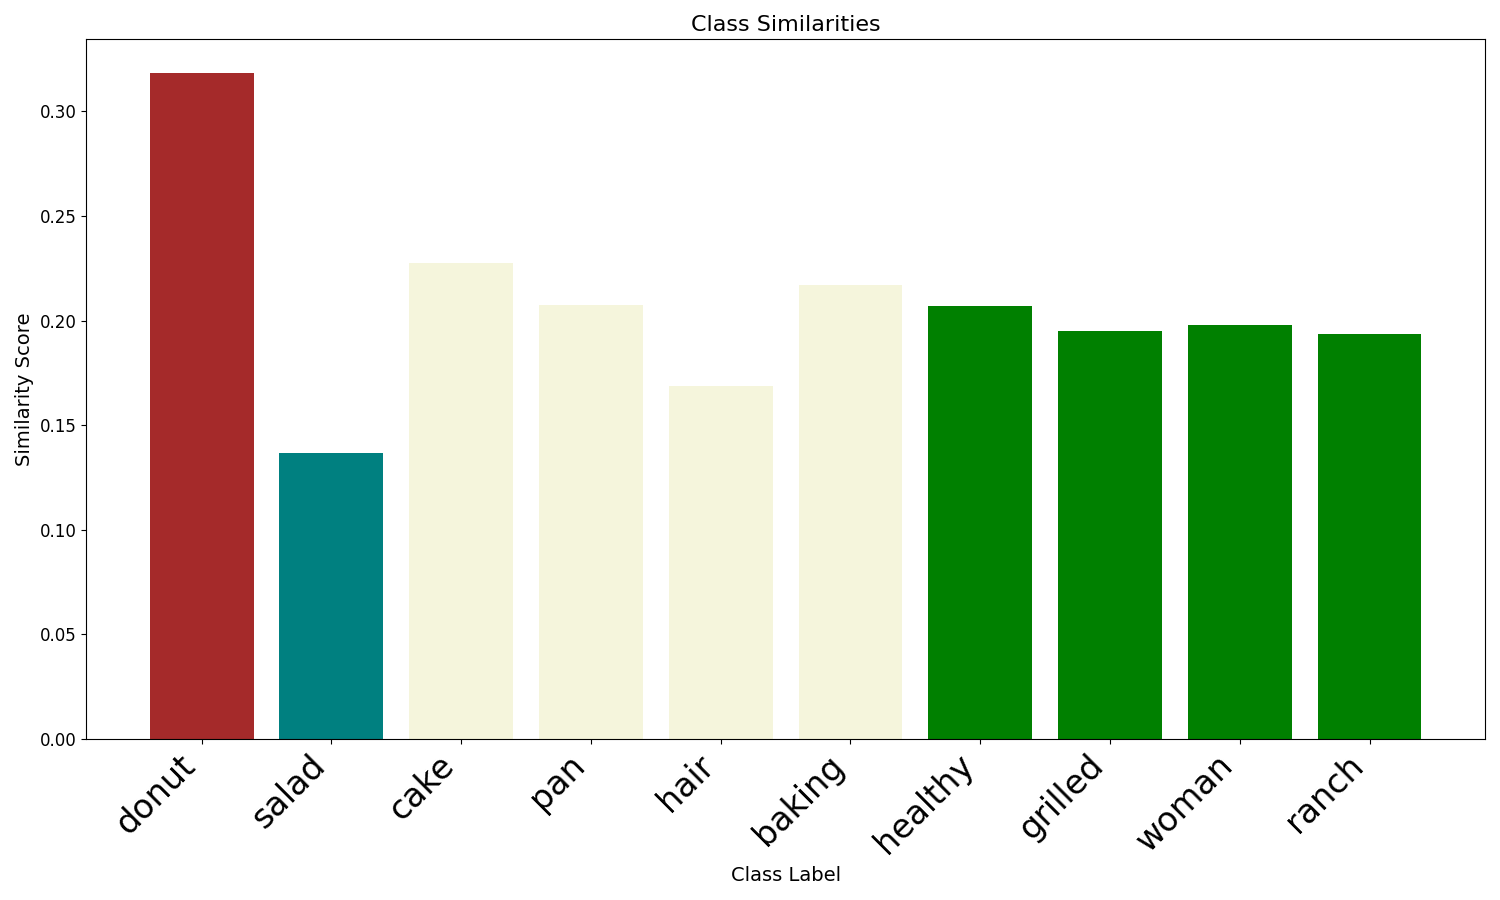 Class Similarities
Similarity Score
0.30
0.25
0.20
0.15
0.10
0.05
0.00
donut
salad
cake
pan
hair
baking
healthy
grilled
woman
ranch
Class Label